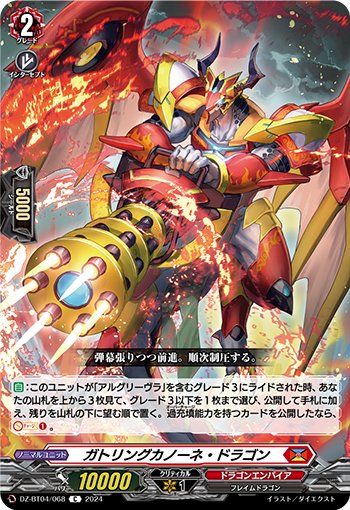 2
グレード
インターセプト
5000
シールド
弾幕張りつつ前進。順次制圧する。
自:このユニットが「アルグリーヴラ」を含むグレード3にライドされた時、あな
たの山札を上から3枚見て、グレード3以下を1枚まで選び、公開して手札に加
え、残りを山札の下に望む順で置く。過充填能力を持つカードを公開したなら、
1。
ノーマルユニット
ガトリングカノーネ・ドラゴン
パワー 10000
クリティカル
1
ドラゴンエンパイア
フレイムドラゴン
DZ-BT04/068 C 2024
イラスト/タイエクスト